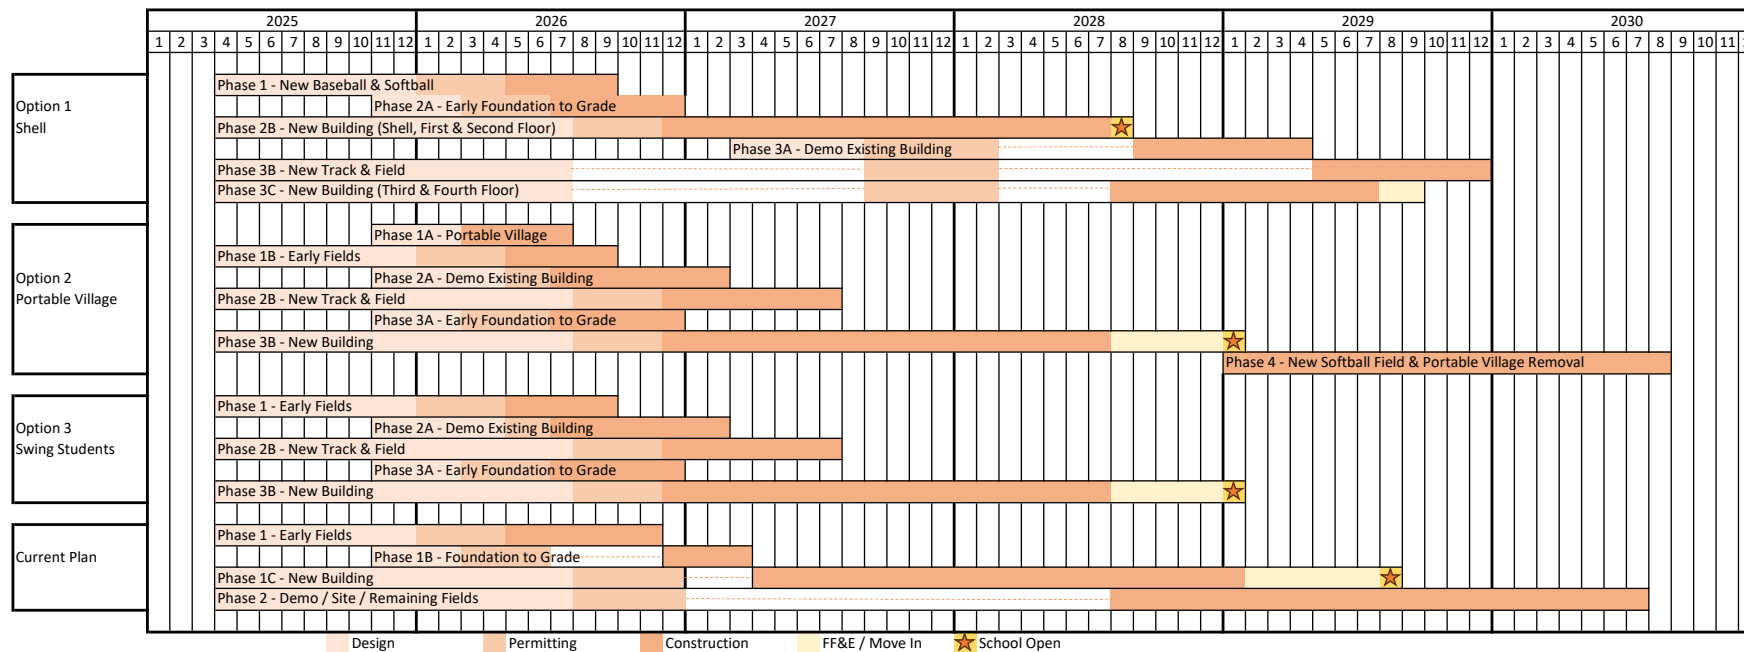 2025 2026 2027 2028 2029 2030
1 2 3 4 5 6 7 8 9 10 11 12 1 2 3 4 5 6 7 8 9 10 11 12 1 2 3 4 5 6 7 8 9 10 11 12 1 2 3 4 5 6 7 8 9 10 11 12 1 2 3 4 5 6 7 8 9 10 11 12 1 2 3 4 5 6 7 8 9 10 11
Option 1
Shell
Phase 1 - New Baseball & Softball
Phase 2A - Early Foundation to Grade
Phase 2B - New Building (Shell, First & Second Floor)
Phase 3A - Demo Existing Building
Phase 3B - New Track & Field
Phase 3C - New Building (Third & Fourth Floor)
Option 2
Portable Village
Phase 1A - Portable Village
Phase 1B - Early Fields
Phase 2A - Demo Existing Building
Phase 2B - New Track & Field
Phase 3A - Early Foundation to Grade
Phase 3B - New Building
Phase 4 - New Softball Field & Portable Village Removal
Option 3
Swing Students
Phase 1 - Early Fields
Phase 2A - Demo Existing Building
Phase 2B - New Track & Field
Phase 3A - Early Foundation to Grade
Phase 3B - New Building
Current Plan
Phase 1 - Early Fields
Phase 1B - Foundation to Grade
Phase 1C - New Building
Phase 2 - Demo / Site / Remaining Fields
Design Permitting Construction FF&E / Move In School Open